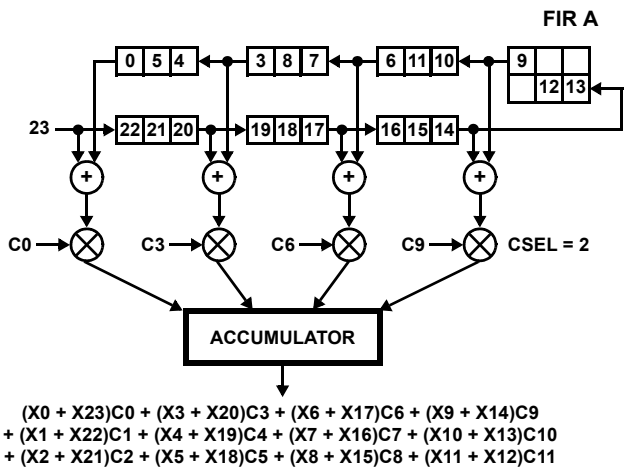 FIR A
0 5 4 3 8 7 6 11 10 9
12 13
23 22 21 20 19 18 17 16 15 14
+ + + +
C0 C3 C6 C9 CSEL = 2
ACCUMULATOR
(X0 + X23)C0 + (X3 + X20)C3 + (X6 + X17)C6 + (X9 + X14)C9
+ (X1 + X22)C1 + (X4 + X19)C4 + (X7 + X16)C7 + (X10 + X13)C10
+ (X2 + X21)C2 + (X5 + X18)C5 + (X8 + X15)C8 + (X11 + X12)C11